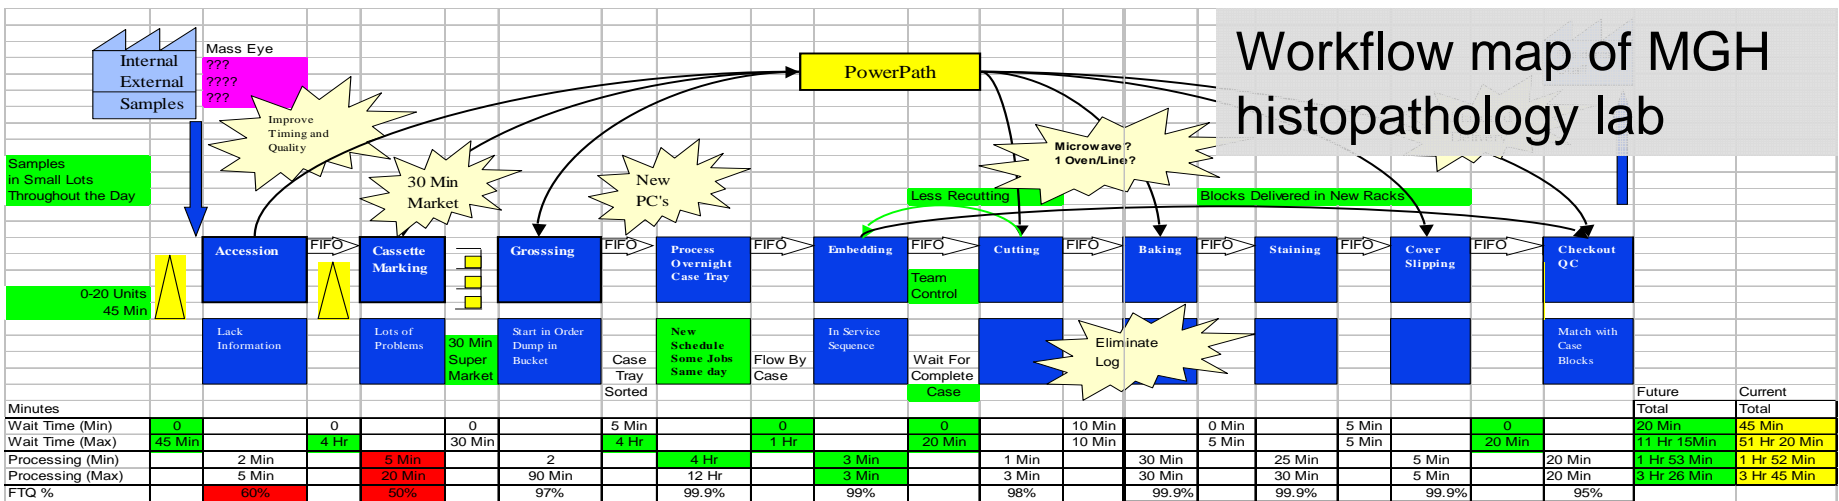 Workflow map of MGH
histopathology lab
Internal
External
Samples
Mass Eye
???
????
???
PowerPath
Improve
Timing and
Quality
30 Min
Market
New
PC's
Microwave?
1 Oven/Line?
Samples
in Small Lots
Throughout the Day
Less Recutting
Blocks Delivered in New Racks
Accession
FIFO
Cassette
Marking
Grosssing
FIFO
Process
Overnight
Case Tray
FIFO
Embedding
FIFO
Cutting
FIFO
Baking
FIFO
Staining
FIFO
Cover
Slipping
FIFO
Checkout
QC
Team
Control
0-20 Units
45 Min
Lack
Information
Lots of
Problems
30 Min
Super
Market
Start in Order
Dump in
Bucket
Case
Tray
Sorted
New
Schedule
Some Jobs
Same day
Flow By
Case
In Service
Sequence
Wait For
Complete
Case
Eliminate
Log
Match with
Case
Blocks
Future Current
Minutes Total Total
Wait Time (Min) 0 0 0 5 Min 0 0 10 Min 0 Min 5 Min 0 20 Min 45 Min
Wait Time (Max) 45 Min 4 Hr 30 Min 4 Hr 1 Hr 20 Min 10 Min 5 Min 5 Min 20 Min 11 Hr 15Min 51 Hr 20 Min
Processing (Min) 2 Min 5 Min 2 4 Hr 3 Min 1 Min 30 Min 25 Min 5 Min 20 Min 1 Hr 53 Min 1 Hr 52 Min
Processing (Max) 5 Min 20 Min 90 Min 12 Hr 3 Min 3 Min 30 Min 30 Min 5 Min 20 Min 3 Hr 26 Min 3 Hr 45 Min
FTQ % 60% 50% 97% 99.9% 99% 98% 99.9% 99.9% 99.9% 95%